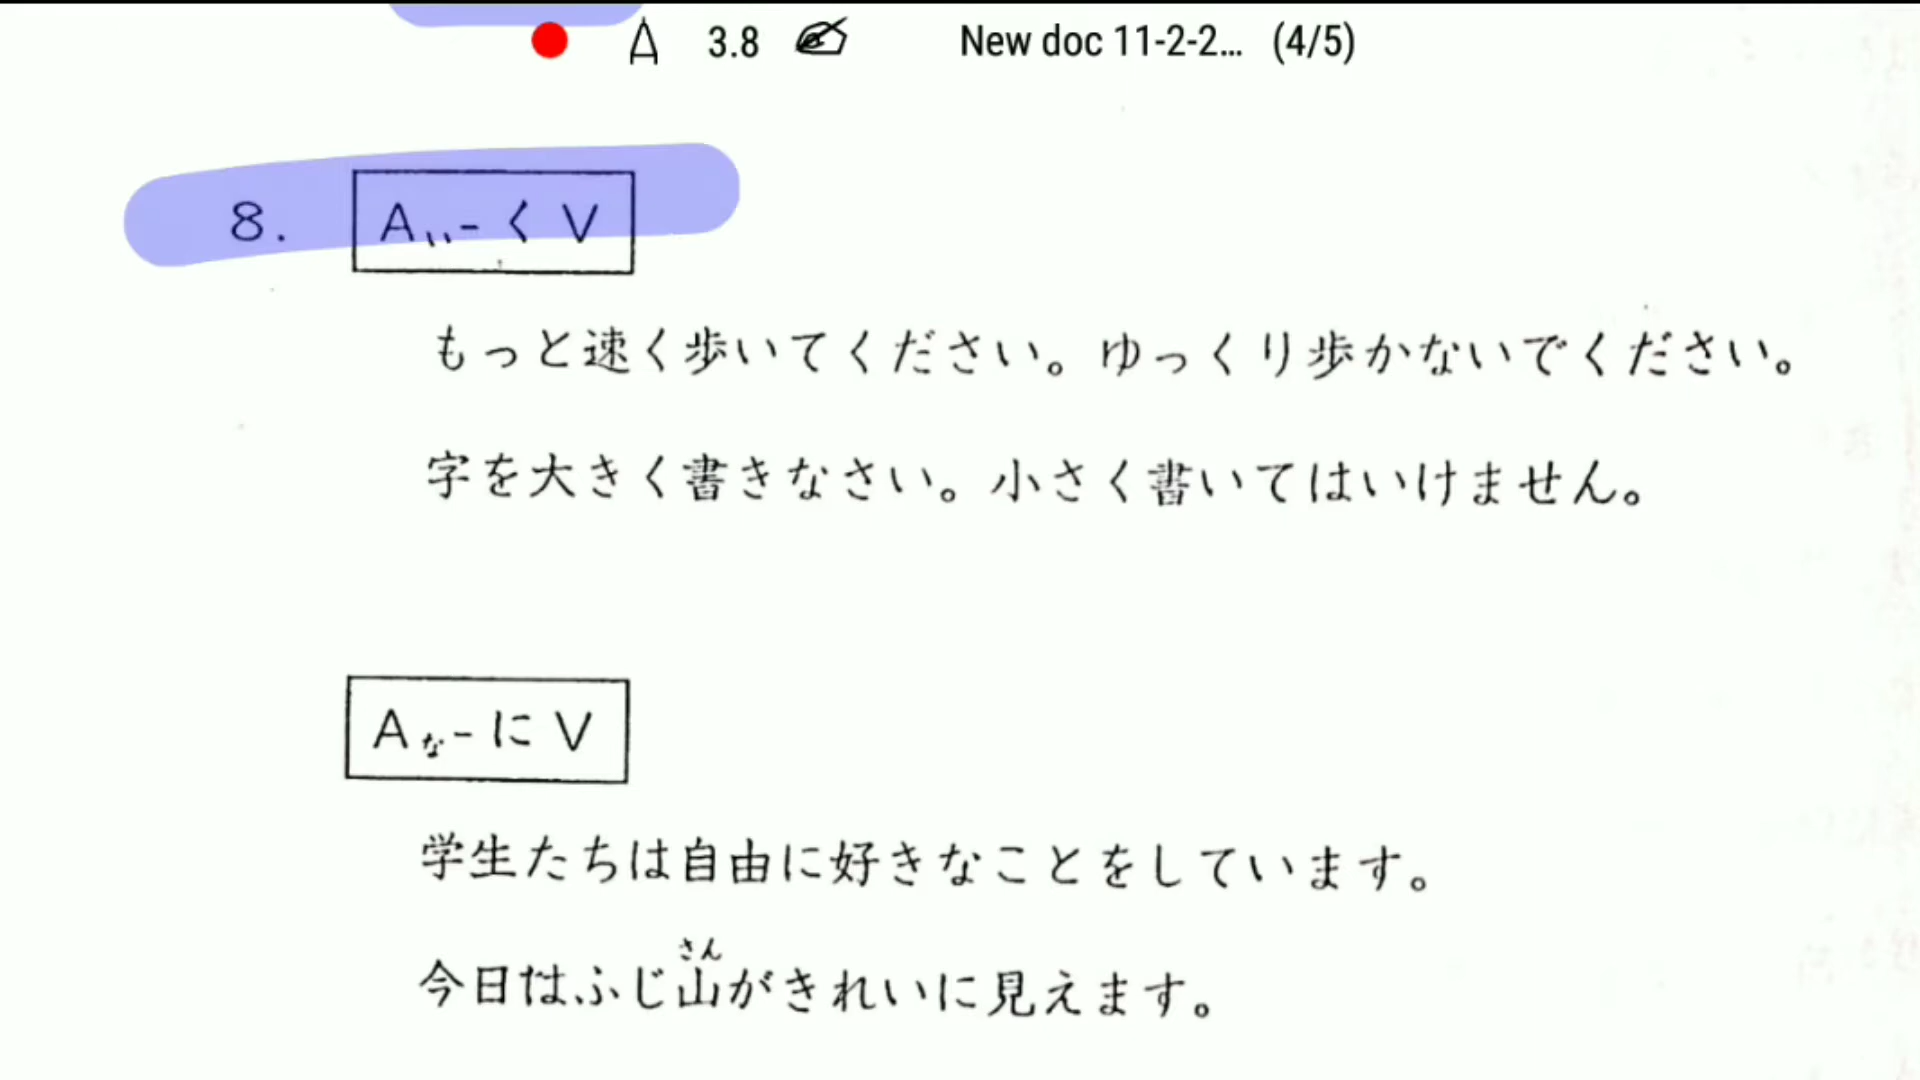 3.8 New doc 11-2-2... (4/5)
8. Aい-くV
もっと速く歩いてください。ゆっくり歩かないでください。
字を大きく書きなさい。小さく書いてはいけません。
Aな-にV
学生たちは自由に好きなことをしています。
さん
今日はふじ山がきれいに見えます。